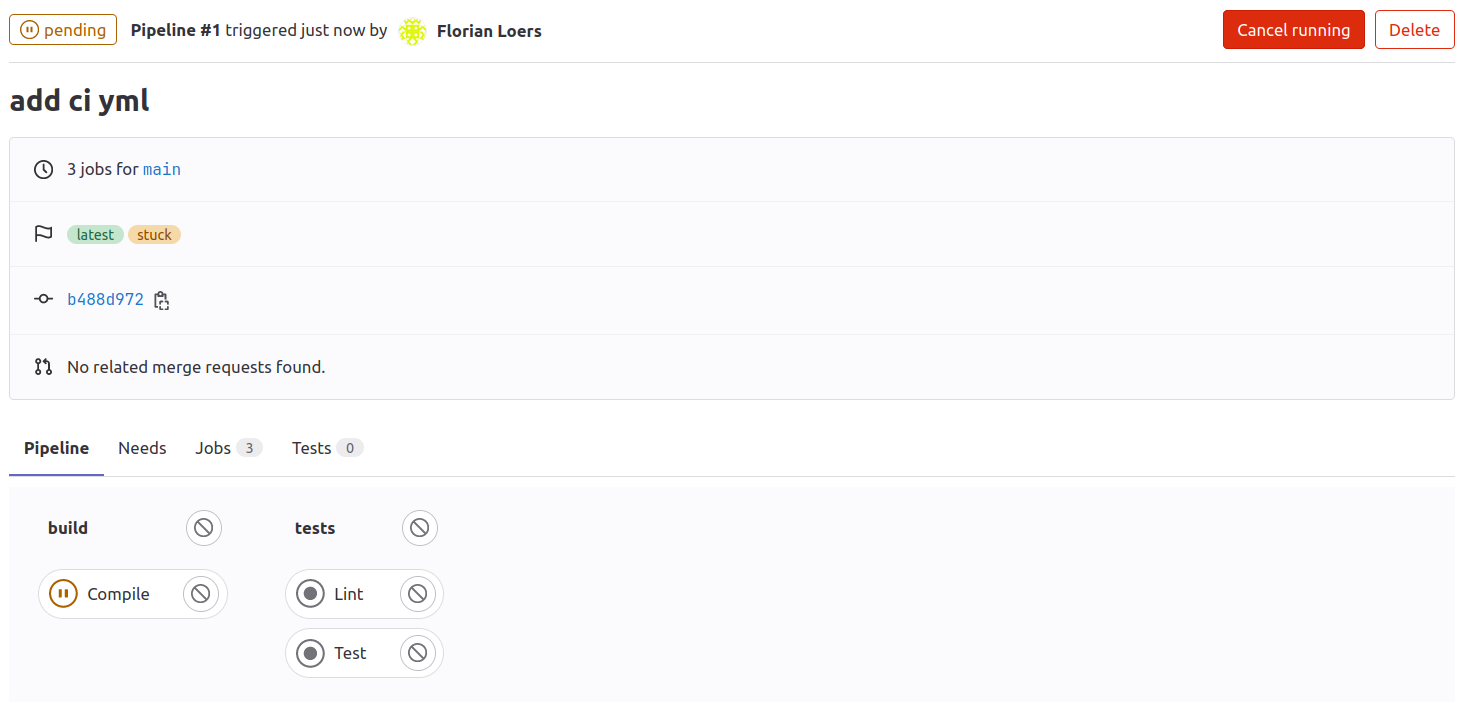 pending Pipeline #1 triggered just now by Florian Loers Cancel running Delete
add ci yml
3 jobs for main
latest stuck
b488d972
No related merge requests found.
Pipeline Needs Jobs 3 Tests 0
build tests
Compile Lint
Test